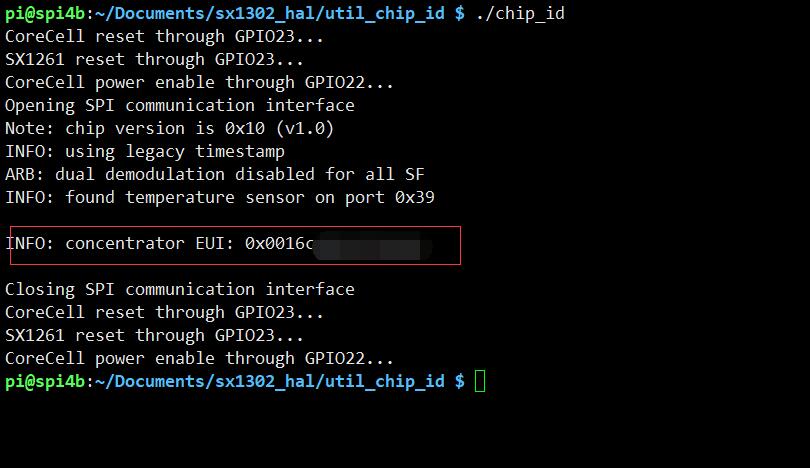 pi@spi4b:~/Documents/sx1302_hal/util_chip_id $ ./chip_id
CoreCell reset through GPIO23...
SX1261 reset through GPIO23...
CoreCell power enable through GPIO22...
Opening SPI communication interface
Note: chip version is 0x10 (v1.0)
INFO: using legacy timestamp
ARB: dual demodulation disabled for all SF
INFO: found temperature sensor on port 0x39
INFO: concentrator EUI: 0x0016c
Closing SPI communication interface
CoreCell reset through GPIO23...
SX1261 reset through GPIO23...
CoreCell power enable through GPIO22...
pi@spi4b:~/Documents/sx1302_hal/util_chip_id $